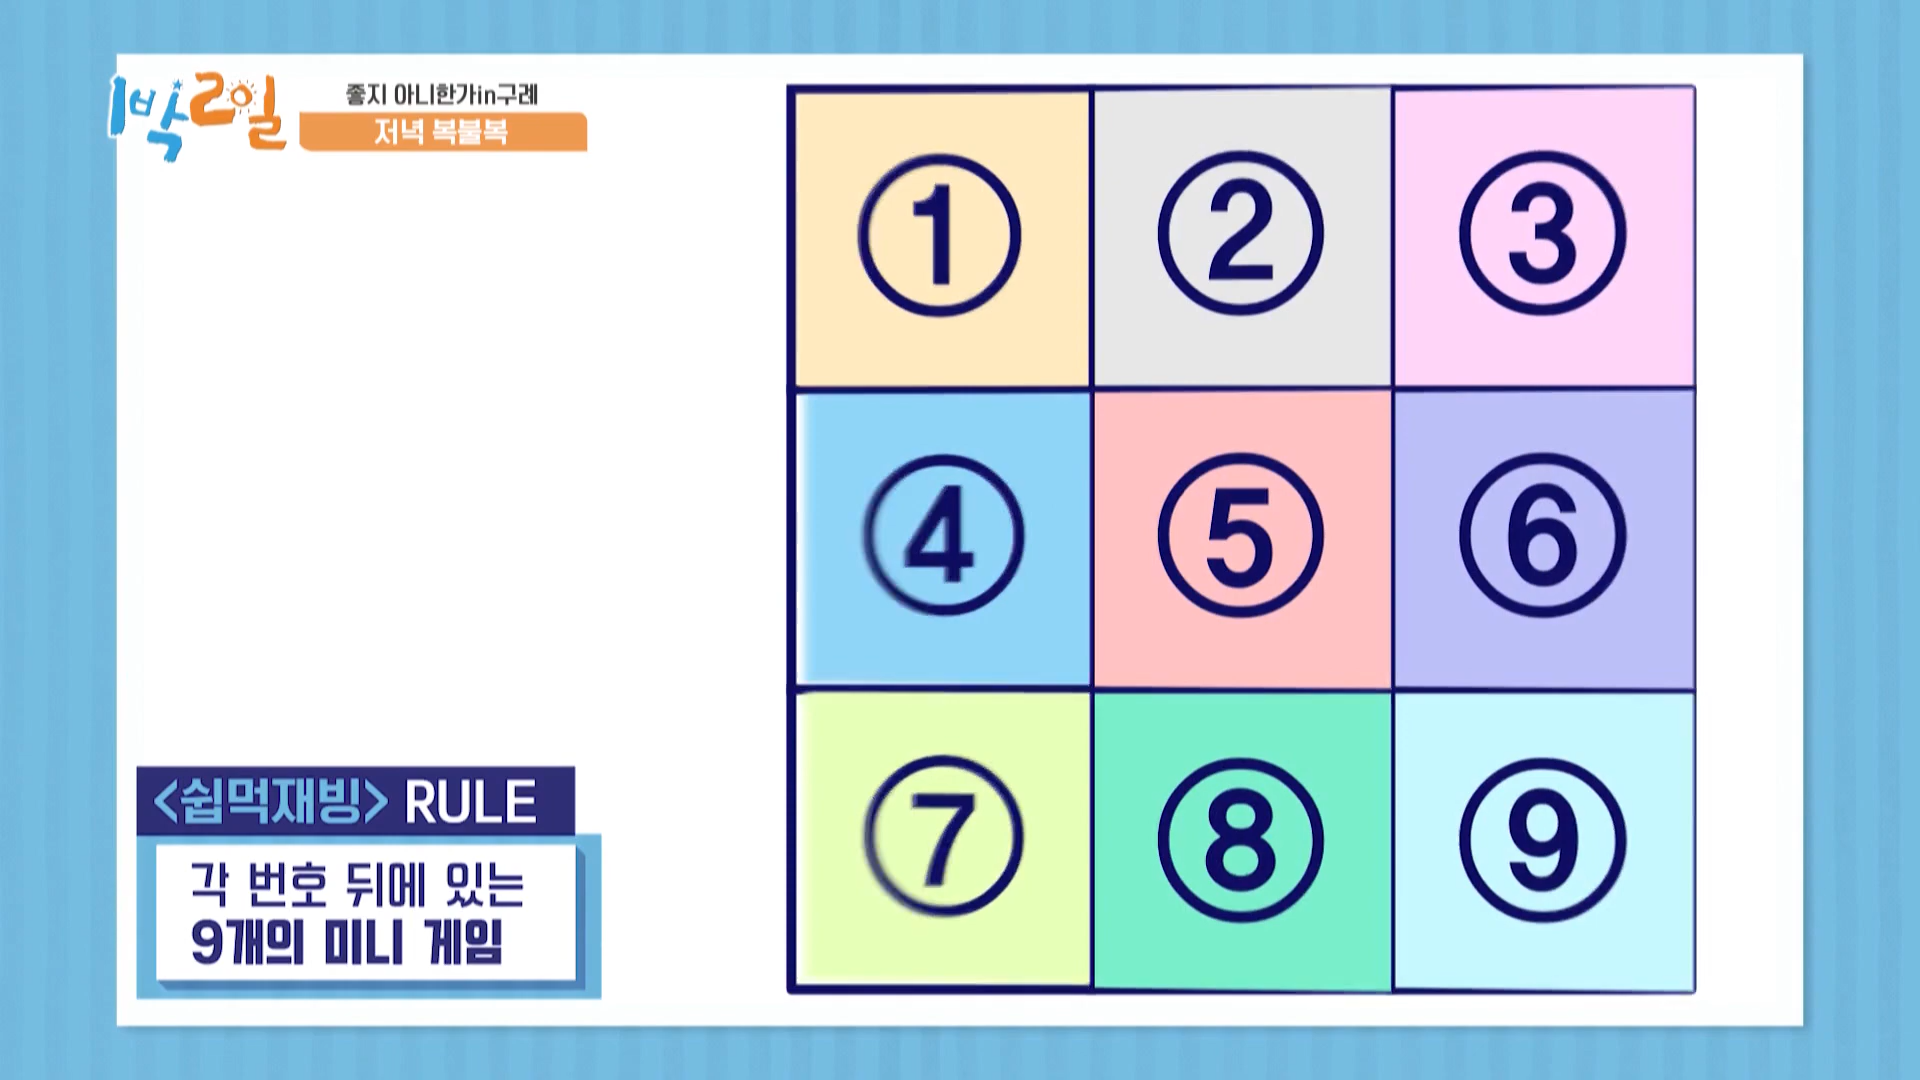 1박2일
좋지 아니한가in구례
저녁 복불복
① ② ③
④ ⑤ ⑥
⑦ ⑧ ⑨
<쉽먹재빙> RULE
각 번호 뒤에 있는
9개의 미니 게임